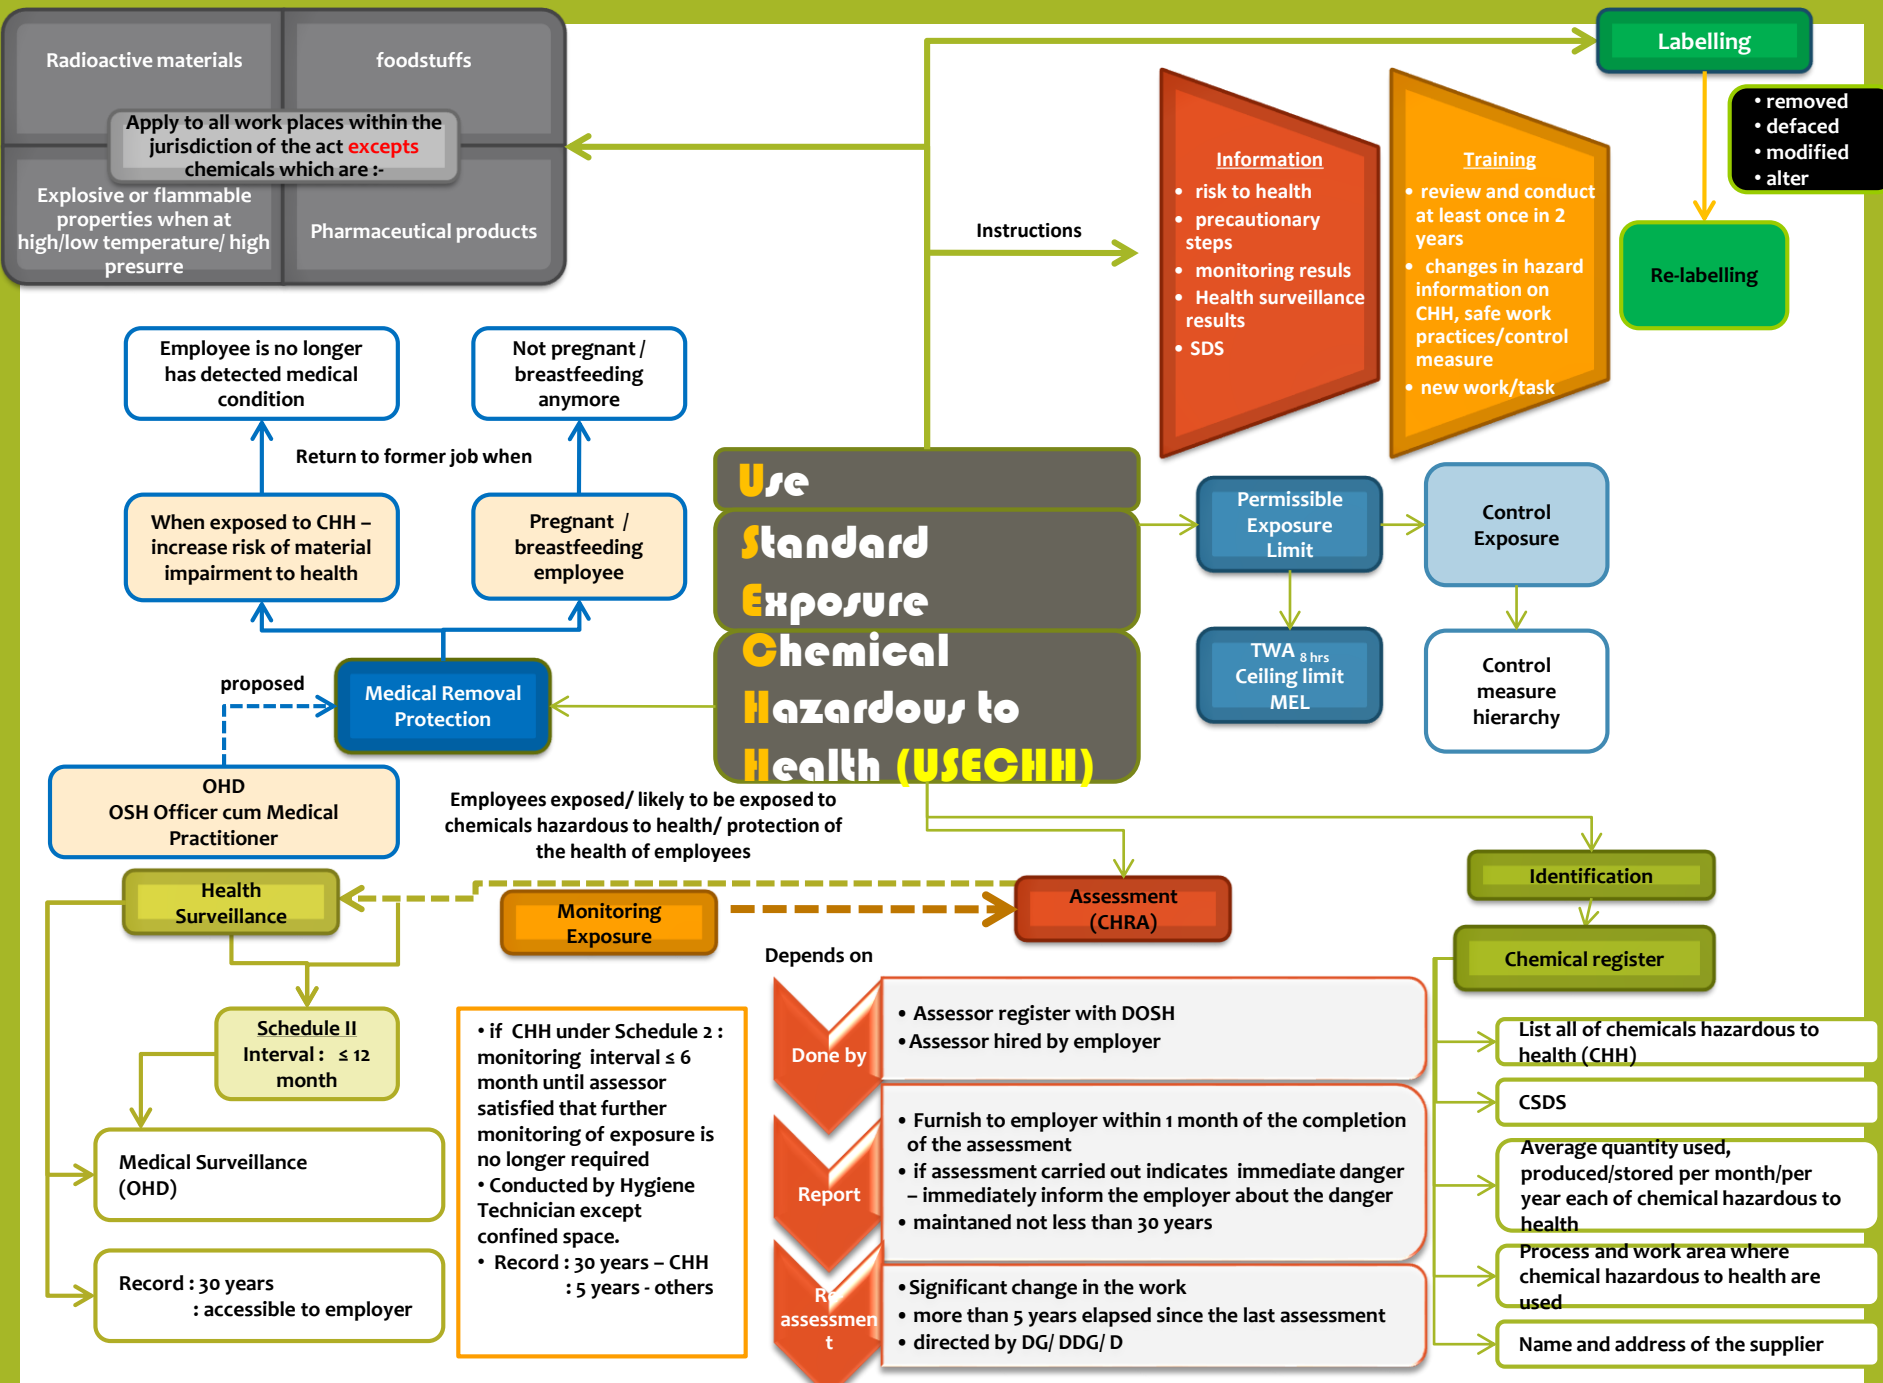 Radioactive materials
foodstuffs
Apply to all work places within the
jurisdiction of the act excepts
chemicals which are :-
Explosive or flammable
properties when at
high/low temperature/ high
presurre
Pharmaceutical products
Labelling
• removed
• defaced
• modified
• alter
Re-labelling
Instructions
Information
• risk to health
• precautionary
steps
• monitoring resuls
• Health surveillance
results
• SDS
Training
• review and conduct
at least once in 2
years
• changes in hazard
information on
CHH, safe work
practices/control
measure
• new work/task
Employee is no longer
has detected medical
condition
Not pregnant /
breastfeeding
anymore
Return to former job when
When exposed to CHH –
increase risk of material
impairment to health
Pregnant /
breastfeeding
employee
proposed
Medical Removal
Protection
OHD
OSH Officer cum Medical
Practitioner
Use
Standard
Exposure
Chemical
Hazardous to
Health (USECHH)
Permissible
Exposure
Limit
Control
Exposure
TWA 8 hrs
Ceiling limit
MEL
Control
measure
hierarchy
Employees exposed/ likely to be exposed to
chemicals hazardous to health/ protection of
the health of employees
Health
Surveillance
Monitoring
Exposure
Assessment
(CHRA)
Identification
Chemical register
Schedule II
Interval : ≤ 12
month
Medical Surveillance
(OHD)
Record : 30 years
: accessible to employer
• if CHH under Schedule 2 :
monitoring interval ≤ 6
month until assessor
satisfied that further
monitoring of exposure is
no longer required
• Conducted by Hygiene
Technician except
confined space.
• Record : 30 years – CHH
: 5 years - others
Depends on
Done by
• Assessor register with DOSH
• Assessor hired by employer
Report
• Furnish to employer within 1 month of the completion
of the assessment
• if assessment carried out indicates immediate danger
– immediately inform the employer about the danger
• maintaned not less than 30 years
Re
assessmen
t
• Significant change in the work
• more than 5 years elapsed since the last assessment
• directed by DG/ DDG/ D
List all of chemicals hazardous to
health (CHH)
CSDS
Average quantity used,
produced/stored per month/per
year each of chemical hazardous to
health
Process and work area where
chemical hazardous to health are
used
Name and address of the supplier